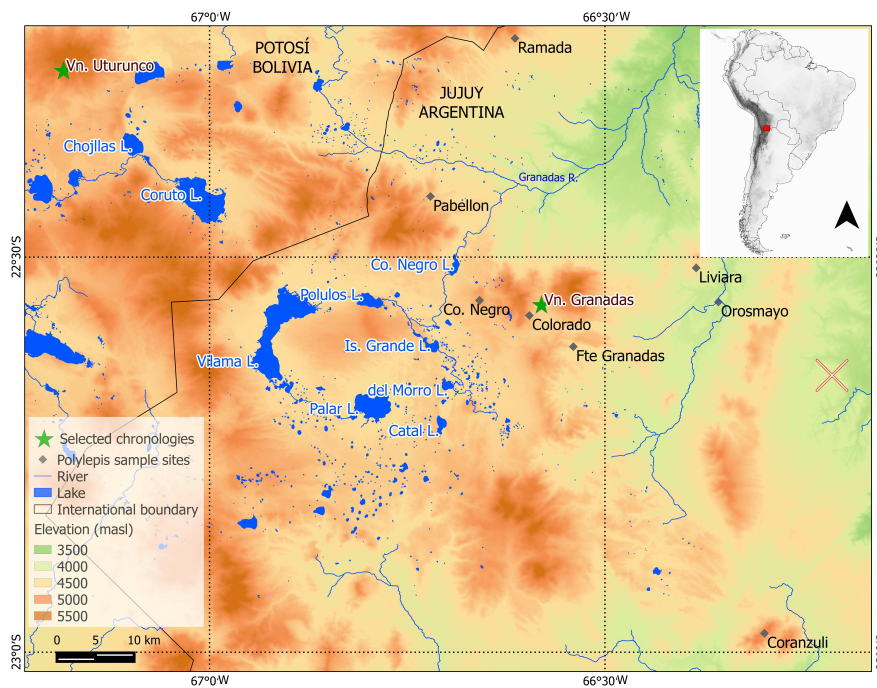 67°0'W
66°30'W
POTOSÍ
BOLIVIA
Ramada
Vn. Uturunco
JUJUY
ARGENTINA
Chojllas L.
Granadas R.
Coruto L.
Pabellon
22°30'S
Co. Negro L.
Liviara
Polulos L.
Vn. Granadas
Co. Negro
Orosmayo
Colorado
Is. Grande L.
Fte Granadas
Vilama L.
del Morro L.
Palar L.
Catal L.
Selected chronologies
Polylepis sample sites
River
Lake
International boundary
Elevation (masl)
3500
4000
4500
5000
5500
0 5 10 km
Coranzuli
23°0'S
67°0'W
66°30'W